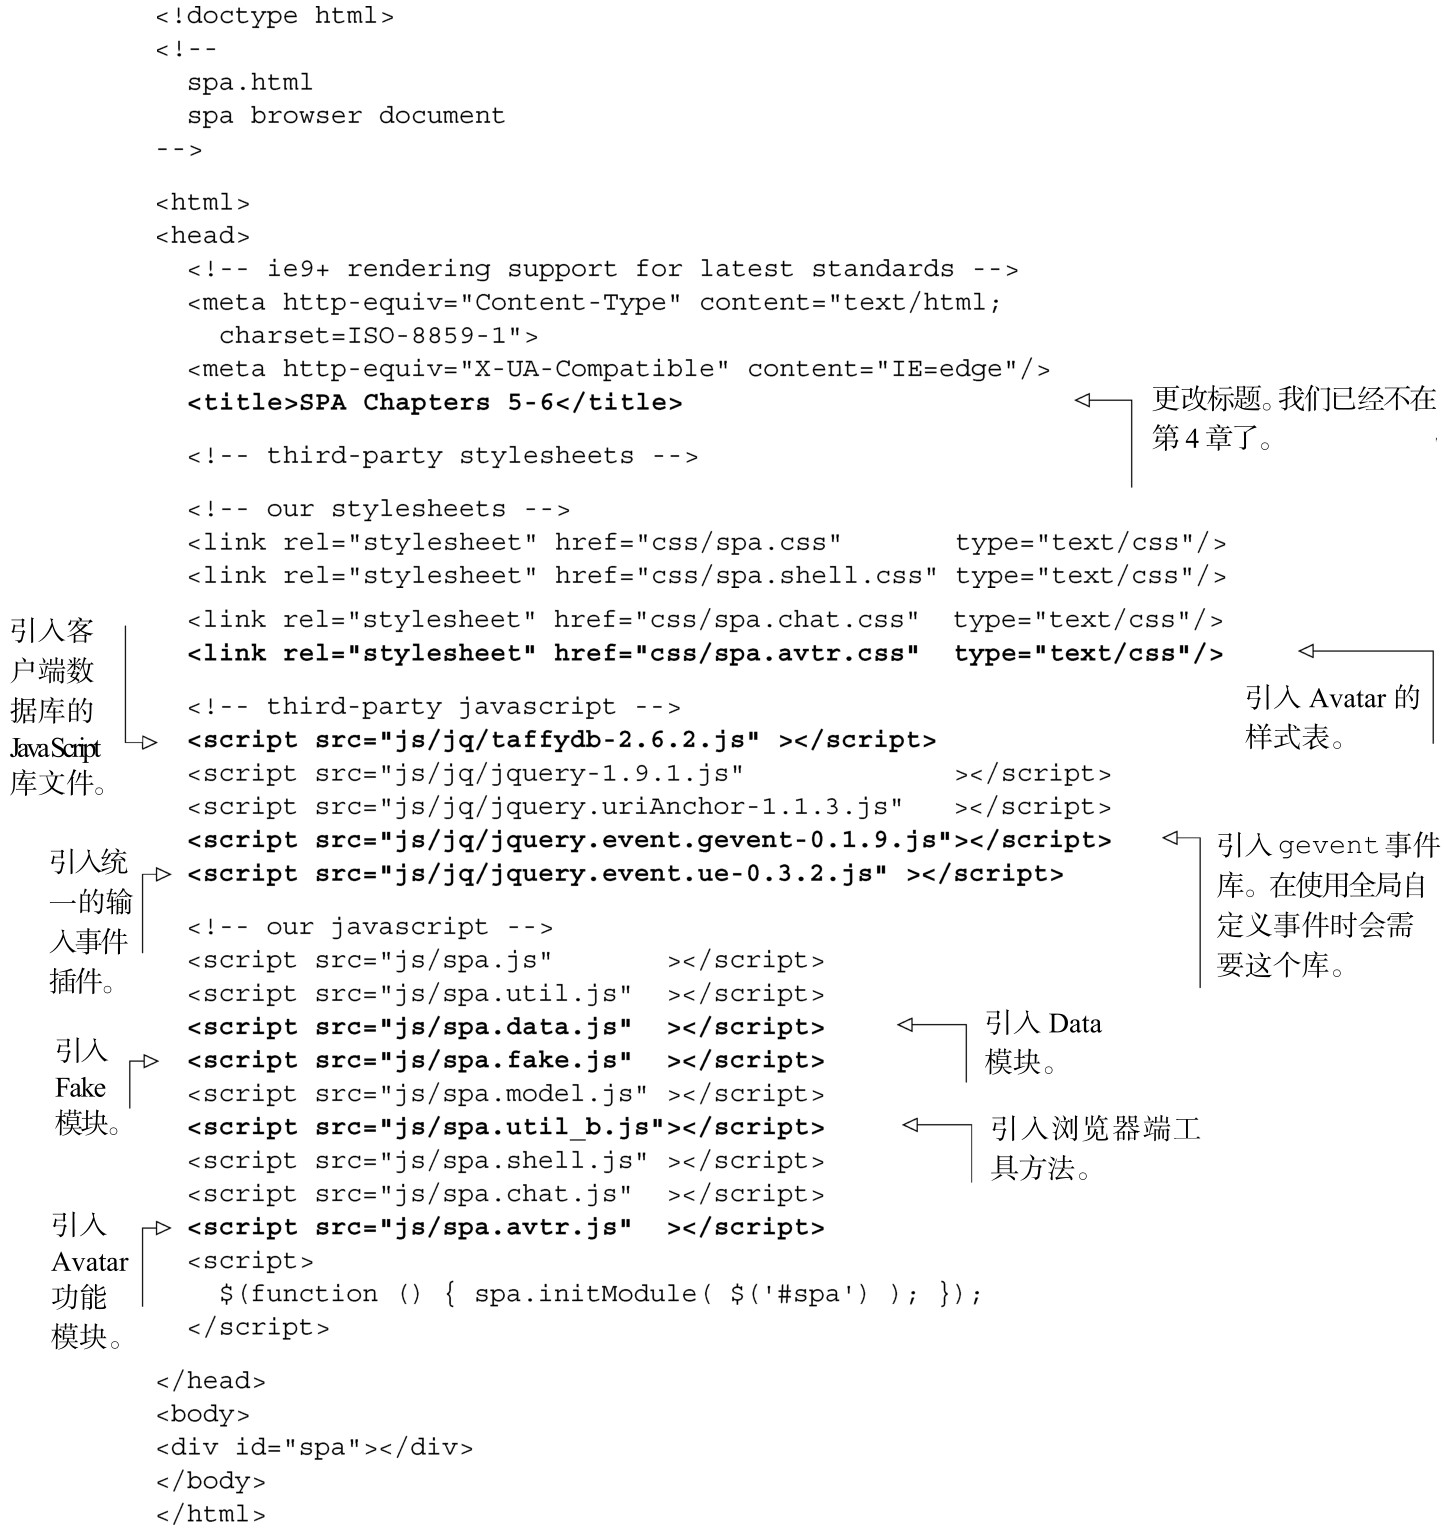 <!doctype html>
<!--
  spa.html
  spa browser document
-->
<html>
<head>
  <!-- ie9+ rendering support for latest standards -->
  <meta http-equiv="Content-Type" content="text/html;
    charset=ISO-8859-1">
  <meta http-equiv="X-UA-Compatible" content="IE=edge"/>
  <title>SPA Chapters 5-6</title>
更改标题。我们已经不在
第 4 章了。
  <!-- third-party stylesheets -->
  <!-- our stylesheets -->
  <link rel="stylesheet" href="css/spa.css"       type="text/css"/>
  <link rel="stylesheet" href="css/spa.shell.css" type="text/css"/>
  <link rel="stylesheet" href="css/spa.chat.css"  type="text/css"/>
  <link rel="stylesheet" href="css/spa.avtr.css"  type="text/css"/>
引入 Avatar 的
样式表。
引入客
户端数
据库的
JavaScript
库文件。
  <!-- third-party javascript -->
  <script src="js/jq/taffydb-2.6.2.js" ></script>
  <script src="js/jq/jquery-1.9.1.js"             ></script>
  <script src="js/jq/jquery.uriAnchor-1.1.3.js"   ></script>
  <script src="js/jq/jquery.event.gevent-0.1.9.js"></script>
  <script src="js/jq/jquery.event.ue-0.3.2.js" ></script>
引入 gevent 事件
库。在使用全局自
定义事件时会需
要这个库。
引入统
一的输
入事件
插件。
  <!-- our javascript -->
  <script src="js/spa.js"       ></script>
  <script src="js/spa.util.js"  ></script>
  <script src="js/spa.data.js"  ></script>
  <script src="js/spa.fake.js"  ></script>
  <script src="js/spa.model.js" ></script>
  <script src="js/spa.util_b.js"></script>
  <script src="js/spa.shell.js" ></script>
  <script src="js/spa.chat.js"  ></script>
  <script src="js/spa.avtr.js"  ></script>
引入 Data
模块。
引入
Fake
模块。
引入浏览器端工
具方法。
引入
Avatar
功能
模块。
  <script>
    $(function () { spa.initModule( $('#spa') ); });
  </script>
</head>
<body>
<div id="spa"></div>
</body>
</html>